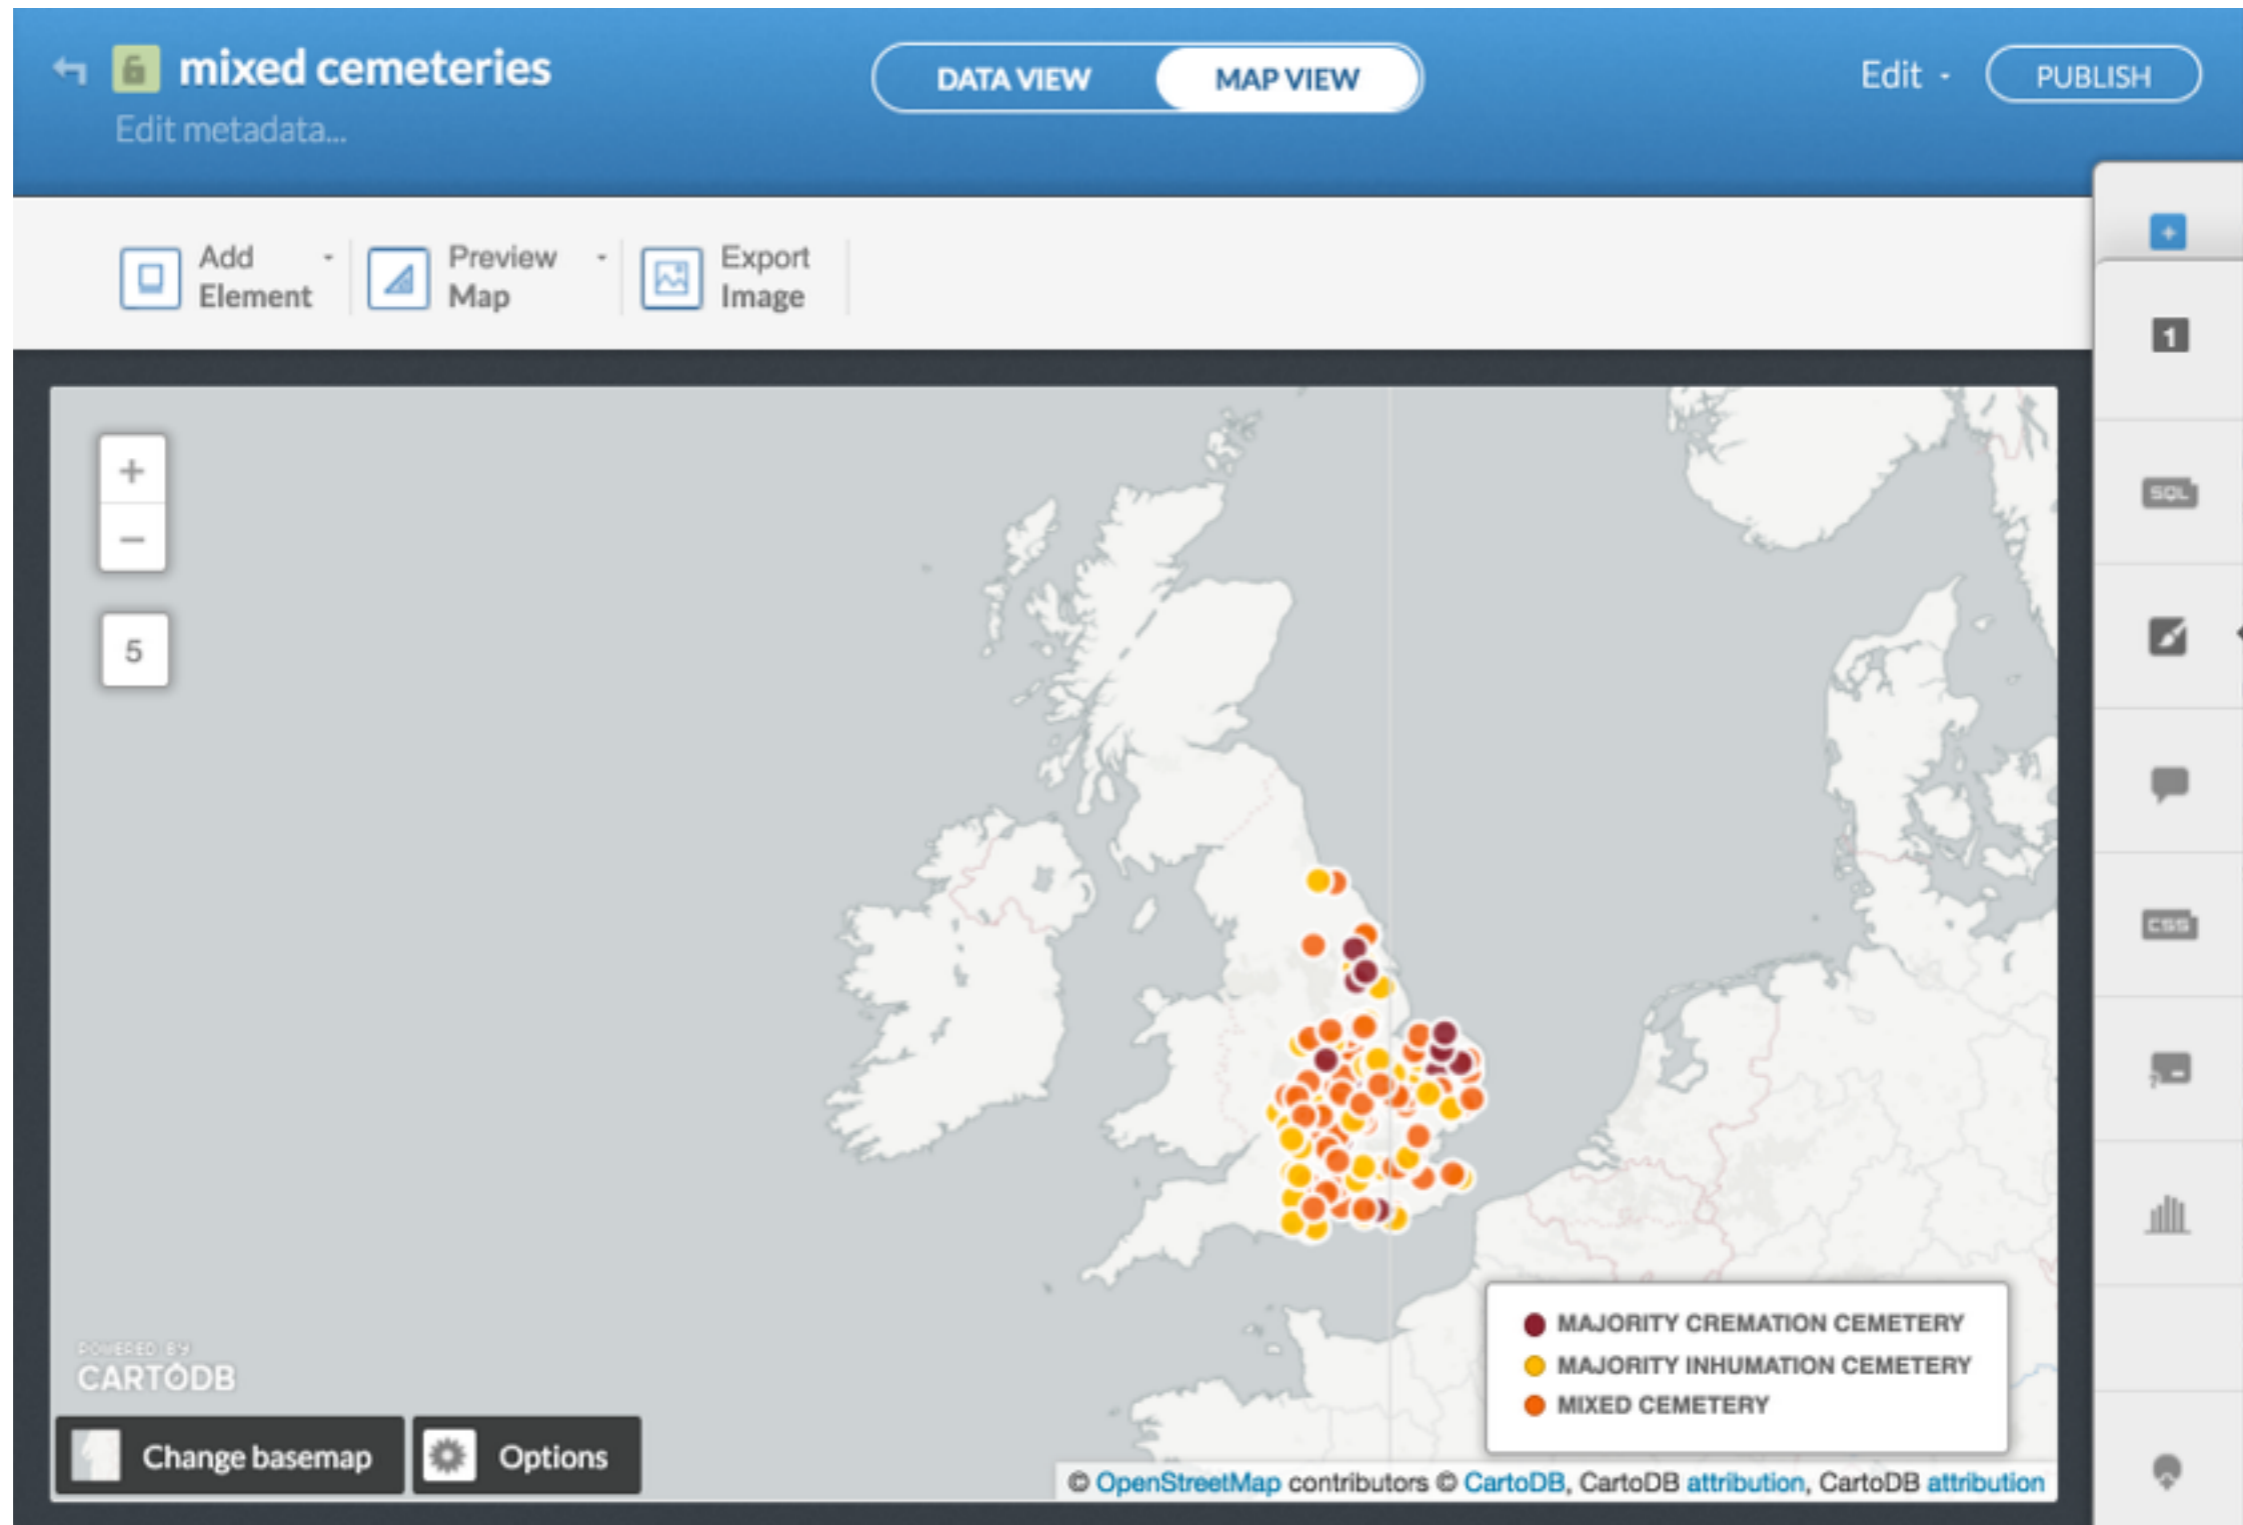 mixed cemeteries
Edit metadata...
DATA VIEW
MAP VIEW
Edit
PUBLISH
Add
Element
Preview
Map
Export
Image
+
1
SQL
CSS
+
−
5
MAJORITY CREMATION CEMETERY
MAJORITY INHUMATION CEMETERY
MIXED CEMETERY
POWERED BY
CARTODB
Change basemap
Options
© OpenStreetMap contributors © CartoDB, CartoDB attribution, CartoDB attribution